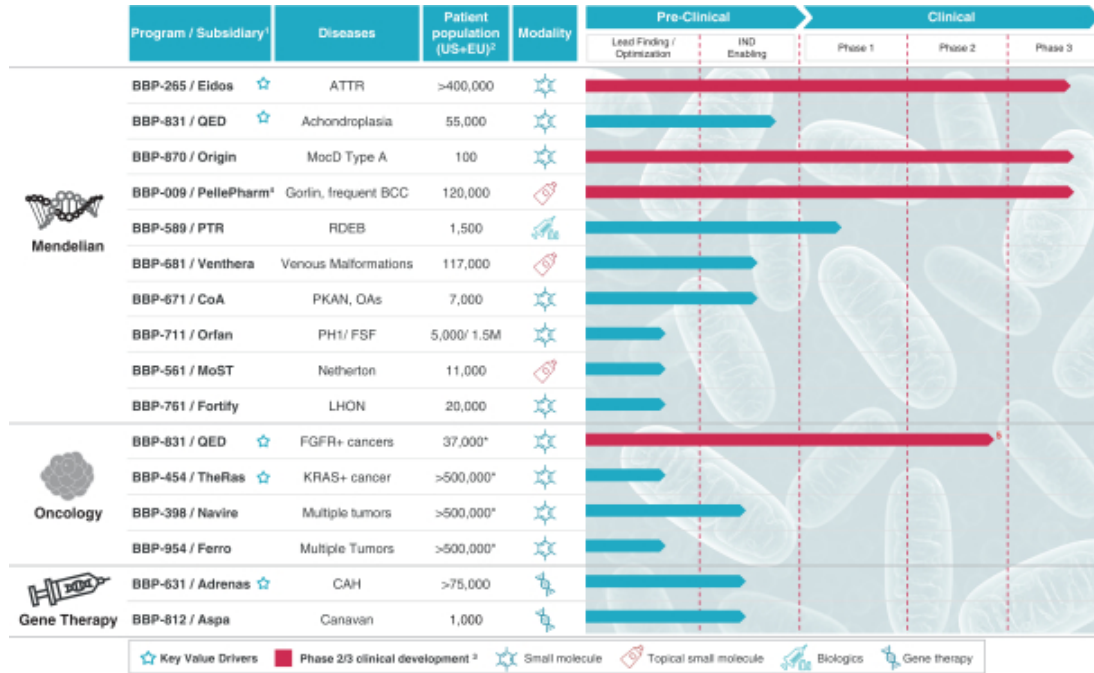 Program / Subsidiary¹ Diseases Patient population (US+EU)² Modality Pre-Clinical Clinical
Lead Finding / Optimization IND Enabling Phase 1 Phase 2 Phase 3
Mendelian
BBP-265 / Eidos ATTR >400,000
BBP-831 / QED Achondroplasia 55,000
BBP-870 / Origin MocD Type A 100
BBP-009 / PellePharm⁴ Gorlin, frequent BCC 120,000
BBP-589 / PTR RDEB 1,500
BBP-681 / Venthera Venous Malformations 117,000
BBP-671 / CoA PKAN, OAs 7,000
BBP-711 / Orfan PH1/ FSF 5,000/ 1.5M
BBP-561 / MoST Netherton 11,000
BBP-761 / Fortify LHON 20,000
Oncology
BBP-831 / QED FGFR+ cancers 37,000* 5
BBP-454 / TheRas KRAS+ cancer >500,000*
BBP-398 / Navire Multiple tumors >500,000*
BBP-954 / Ferro Multiple Tumors >500,000*
Gene Therapy
BBP-631 / Adrenas CAH >75,000
BBP-812 / Aspa Canavan 1,000
Key Value Drivers Phase 2/3 clinical development ³ Small molecule Topical small molecule Biologics Gene therapy